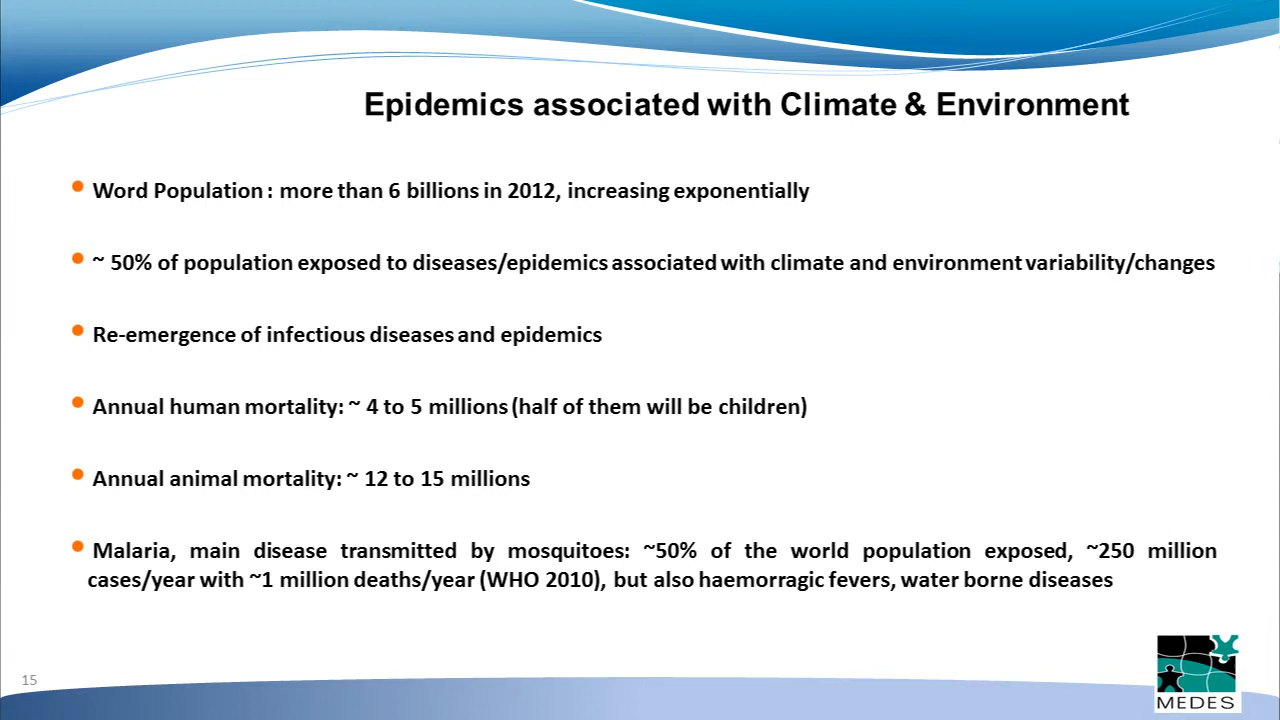 Epidemics associated with Climate & Environment
• Word Population : more than 6 billions in 2012, increasing exponentially
• ~ 50% of population exposed to diseases/epidemics associated with climate and environment variability/changes
• Re-emergence of infectious diseases and epidemics
• Annual human mortality: ~ 4 to 5 millions (half of them will be children)
• Annual animal mortality: ~ 12 to 15 millions
• Malaria, main disease transmitted by mosquitoes: ~50% of the world population exposed, ~250 million
cases/year with ~1 million deaths/year (WHO 2010), but also haemorragic fevers, water borne diseases
15
MEDES